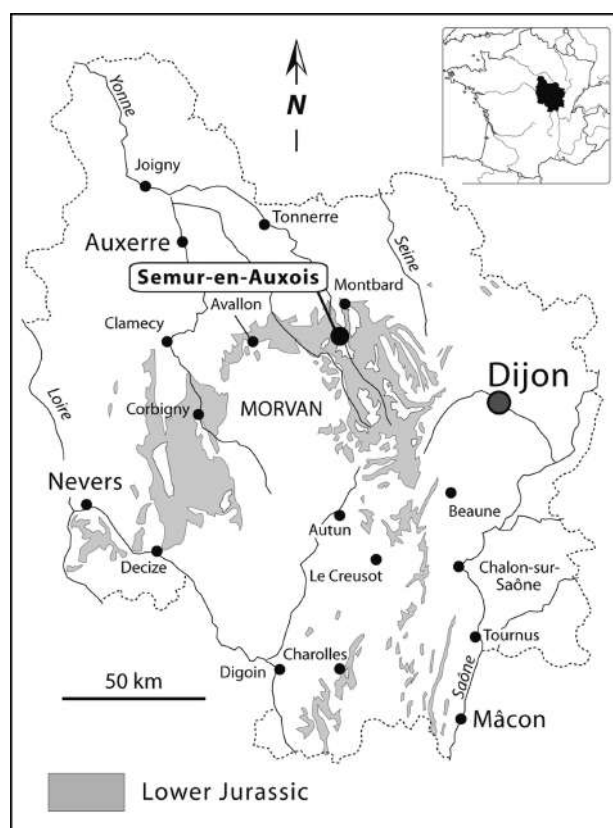 Yonne
N
Joigny
Tonnerre
Auxerre
Seine
Semur-en-Auxois
Montbard
Avallon
Clamecy
Loire
Dijon
Corbigny
MORVAN
Nevers
Beaune
Autun
Decize
Le Creusot
Chalon-sur-
Saône
Tournus
Charolles
Digoin
Saône
50 km
Mâcon
Lower Jurassic